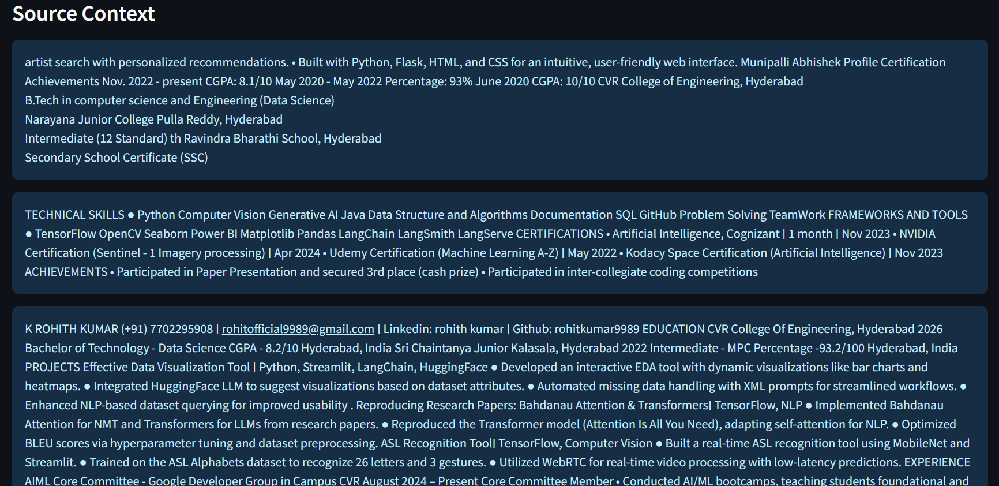 Source Context
artist search with personalized recommendations. • Built with Python, Flask, HTML, and CSS for an intuitive, user-friendly web interface. Munipalli Abhishek Profile Certification
Achievements Nov. 2022 - present CGPA: 8.1/10 May 2020 - May 2022 Percentage: 93% June 2020 CGPA: 10/10 CVR College of Engineering, Hyderabad
B.Tech in computer science and Engineering (Data Science)
Narayana Junior College Pulla Reddy, Hyderabad
Intermediate (12 Standard) th Ravindra Bharathi School, Hyderabad
Secondary School Certificate (SSC)
TECHNICAL SKILLS ● Python Computer Vision Generative AI Java Data Structure and Algorithms Documentation SQL GitHub Problem Solving TeamWork FRAMEWORKS AND TOOLS
● TensorFlow OpenCV Seaborn Power BI Matplotlib Pandas LangChain LangSmith LangServe CERTIFICATIONS • Artificial Intelligence, Cognizant | 1 month | Nov 2023 • NVIDIA
Certification (Sentinel - 1 Imagery processing) | Apr 2024 • Udemy Certification (Machine Learning A-Z) | May 2022 • Kodacy Space Certification (Artificial Intelligence) | Nov 2023
ACHIEVEMENTS • Participated in Paper Presentation and secured 3rd place (cash prize) • Participated in inter-collegiate coding competitions
K ROHITH KUMAR (+91) 7702295908 | rohitofficial9989@gmail.com | Linkedin: rohith kumar | Github: rohitkumar9989 EDUCATION CVR College Of Engineering, Hyderabad 2026
Bachelor of Technology - Data Science CGPA - 8.2/10 Hyderabad, India Sri Chaintanya Junior Kalasala, Hyderabad 2022 Intermediate - MPC Percentage -93.2/100 Hyderabad, India
PROJECTS Effective Data Visualization Tool | Python, Streamlit, LangChain, HuggingFace ● Developed an interactive EDA tool with dynamic visualizations like bar charts and
heatmaps. ● Integrated HuggingFace LLM to suggest visualizations based on dataset attributes. ● Automated missing data handling with XML prompts for streamlined workflows. ●
Enhanced NLP-based dataset querying for improved usability . Reproducing Research Papers: Bahdanau Attention & Transformers| TensorFlow, NLP ● Implemented Bahdanau
Attention for NMT and Transformers for LLMs from research papers. ● Reproduced the Transformer model (Attention Is All You Need), adapting self-attention for NLP. ● Optimized
BLEU scores via hyperparameter tuning and dataset preprocessing. ASL Recognition Tool| TensorFlow, Computer Vision ● Built a real-time ASL recognition tool using MobileNet and
Streamlit. ● Trained on the ASL Alphabets dataset to recognize 26 letters and 3 gestures. ● Utilized WebRTC for real-time video processing with low-latency predictions. EXPERIENCE
AIML Core Committee - Google Developer Group in Campus CVR August 2024 – Present Core Committee Member • Conducted AI/ML bootcamps, teaching students foundational and